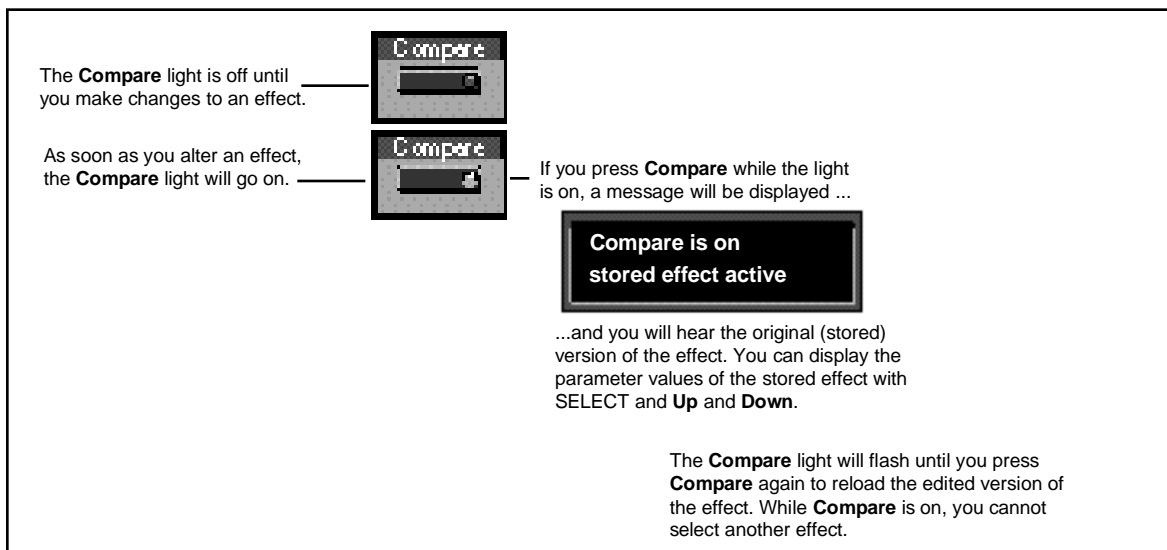 Compare
The Compare light is off until
you make changes to an effect.
Compare
As soon as you alter an effect,
the Compare light will go on.
If you press Compare while the light
is on, a message will be displayed ...
Compare is on
stored effect active
...and you will hear the original (stored)
version of the effect. You can display the
parameter values of the stored effect with
SELECT and Up and Down.
The Compare light will flash until you press
Compare again to reload the edited version of
the effect. While Compare is on, you cannot
select another effect.